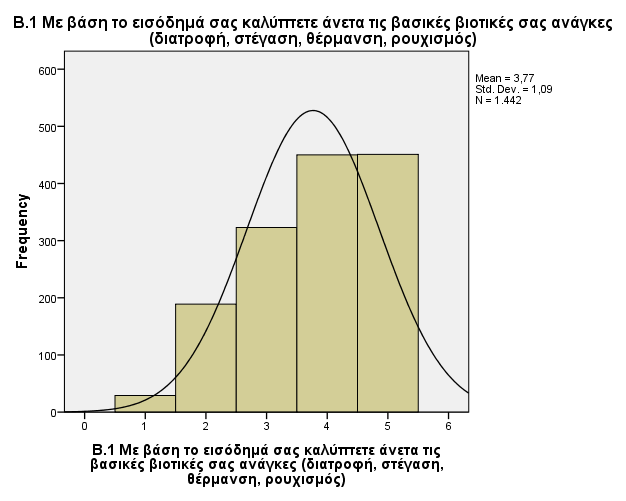 B.1 Με βάση το εισόδημά σας καλύπτετε άνετα τις βασικές βιοτικές σας ανάγκες
(διατροφή, στέγαση, θέρμανση, ρουχισμός)
Mean = 3,77
Std. Dev. = 1,09
N = 1.442
600
500
400
300
200
100
0
Frequency
0 1 2 3 4 5 6
B.1 Με βάση το εισόδημά σας καλύπτετε άνετα τις
βασικές βιοτικές σας ανάγκες (διατροφή, στέγαση,
θέρμανση, ρουχισμός)